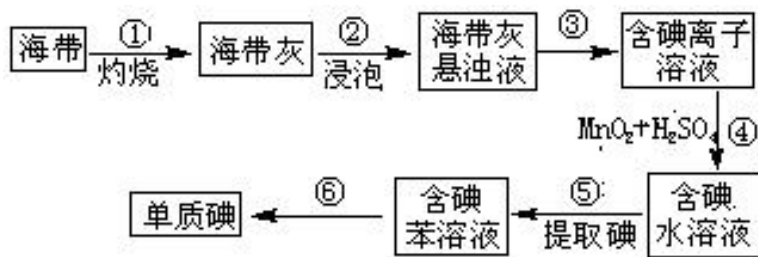 海带
①
灼烧
海带灰
②
浸泡
海带灰
悬浊液
③
含碘离子
溶液
MnO₂+H₂SO₄
④
含碘
水溶液
⑤:
提取碘
含碘
苯溶液
⑥
单质碘